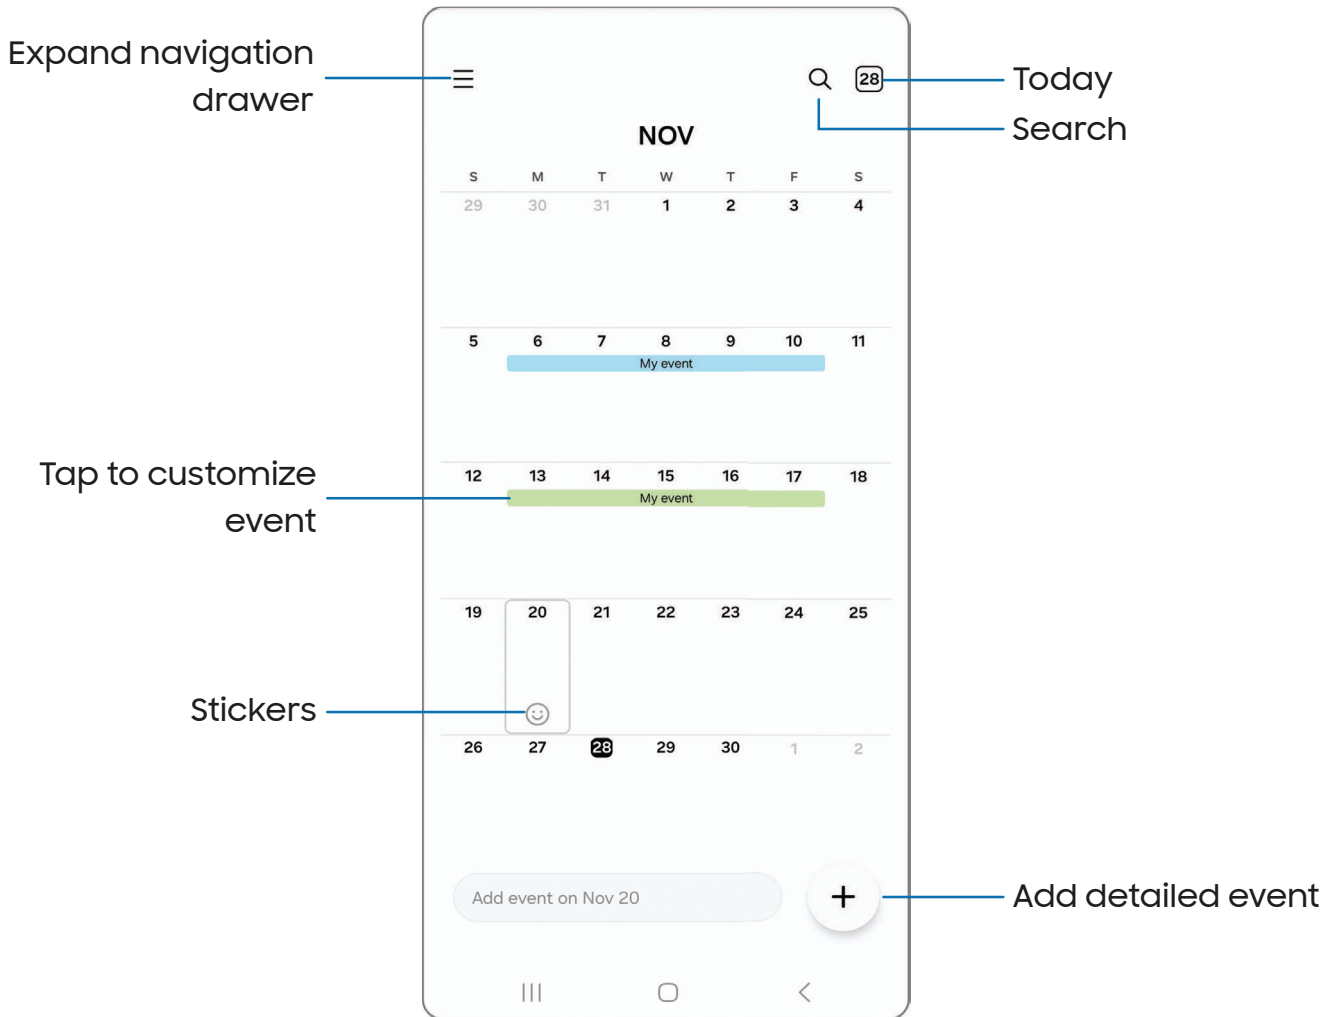 Expand navigation
drawer
28
Today
Search
NOV
S M T W T F S
29 30 31 1 2 3 4
5 6 7 8 9 10 11
My event
Tap to customize
event
12 13 14 15 16 17 18
My event
19 20 21 22 23 24 25
Stickers
26 27 28 29 30 1 2
Add event on Nov 20
Add detailed event